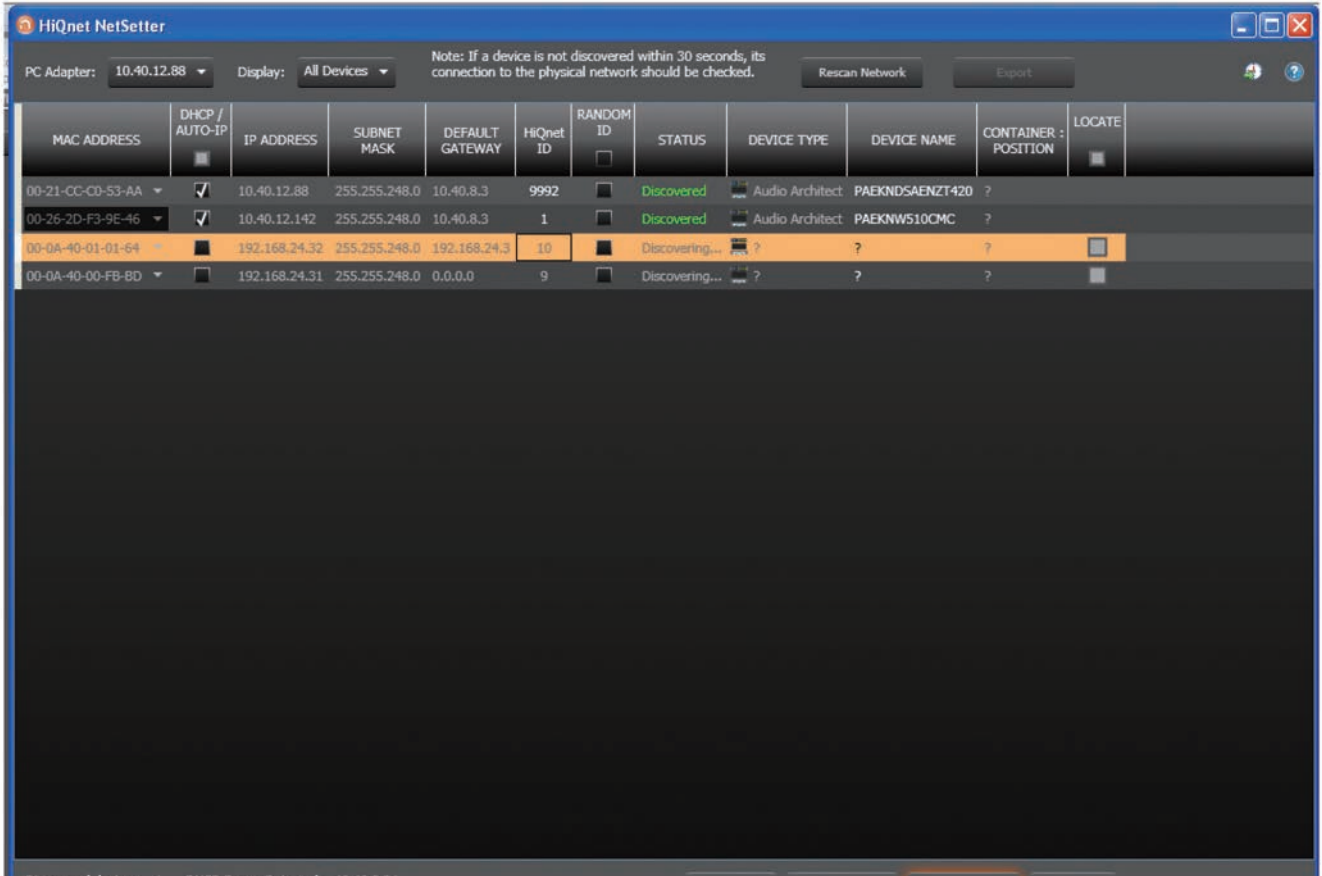 HiQnet NetSetter
PC Adapter: 10.40.12.88 Display: All Devices Note: If a device is not discovered within 30 seconds, its connection to the physical network should be checked. Rescan Network Export
MAC ADDRESS DHCP / AUTO-IP IP ADDRESS SUBNET MASK DEFAULT GATEWAY HiQnet ID RANDOM ID STATUS DEVICE TYPE DEVICE NAME CONTAINER : POSITION LOCATE
00-21-CC-C0-53-AA 10.40.12.88 255.255.248.0 10.40.8.3 9992 Discovered Audio Architect PAEKNDSAENZT420 ?
00-26-2D-F3-9E-46 10.40.12.142 255.255.248.0 10.40.8.3 1 Discovered Audio Architect PAEKNW510CMC ?
00-0A-40-01-01-64 192.168.24.32 255.255.248.0 192.168.24.3 10 Discovering... ? ? ?
00-0A-40-00-FB-BD 192.168.24.31 255.255.248.0 0.0.0.0 9 Discovering... ? ? ?